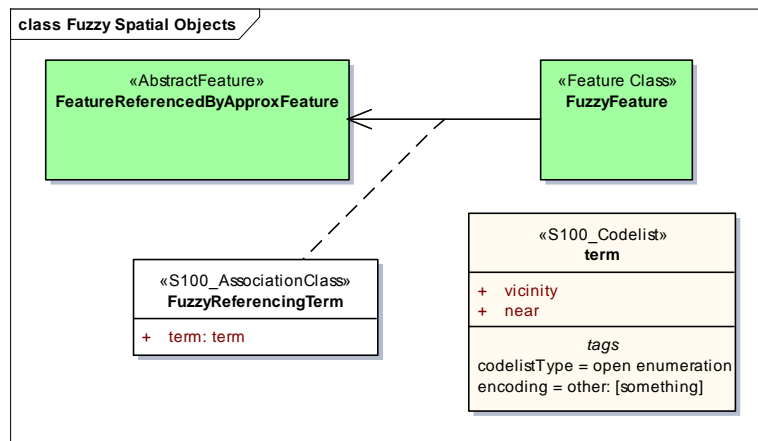 class Fuzzy Spatial Objects
«AbstractFeature»
FeatureReferencedByApproxFeature
«Feature Class»
FuzzyFeature
«S100_AssociationClass»
FuzzyReferencingTerm
+ term: term
«S100_Codelist»
term
+ vicinity
+ near
tags
codelistType = open enumeration
encoding = other: [something]